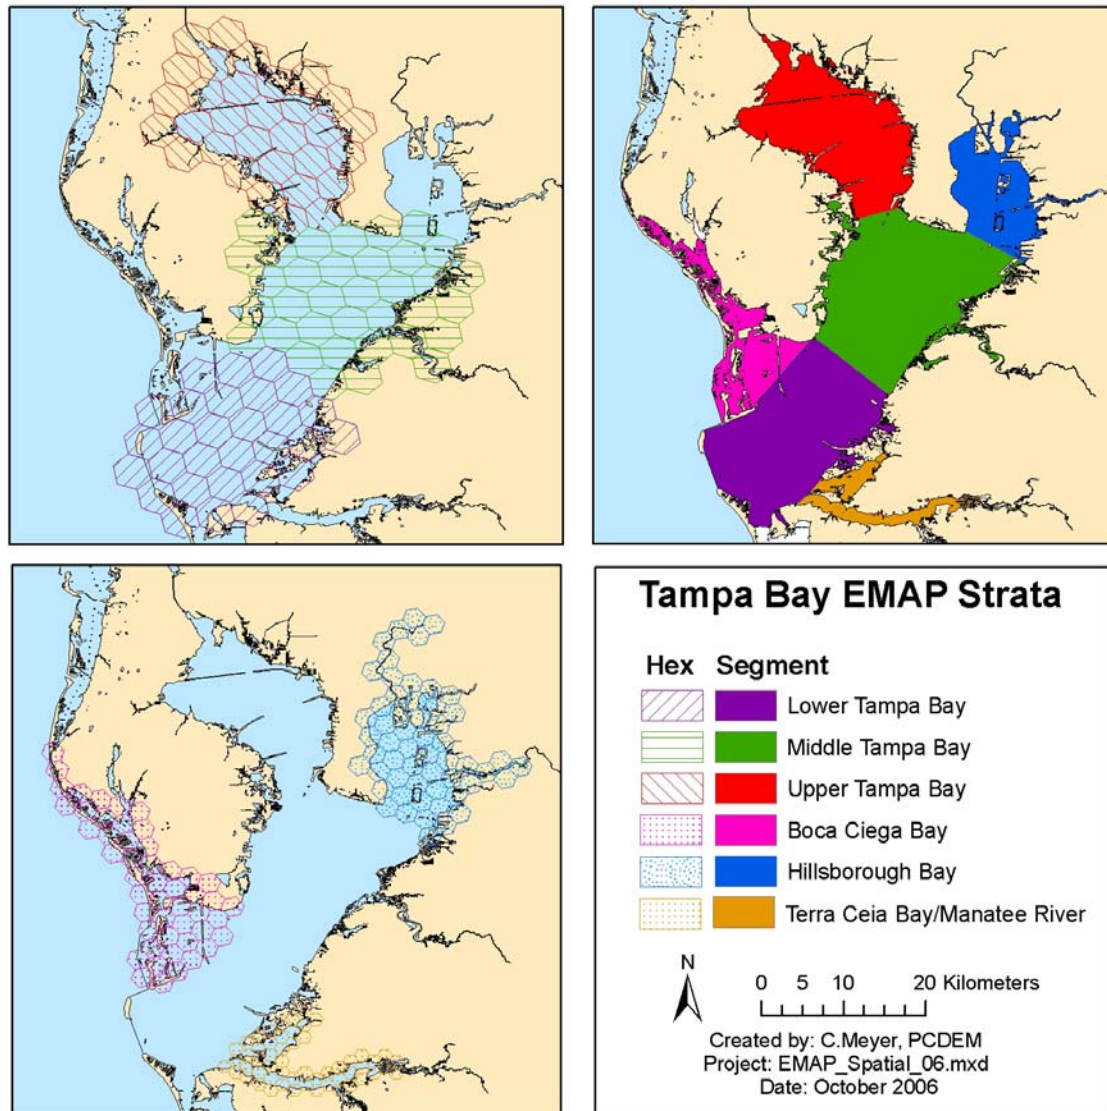 Tampa Bay EMAP Strata
Hex Segment
Lower Tampa Bay
Middle Tampa Bay
Upper Tampa Bay
Boca Ciega Bay
Hillsborough Bay
Terra Ceia Bay/Manatee River
N
0 5 10 20 Kilometers
Created by: C.Meyer, PCDEM
Project: EMAP_Spatial_06.mxd
Date: October 2006